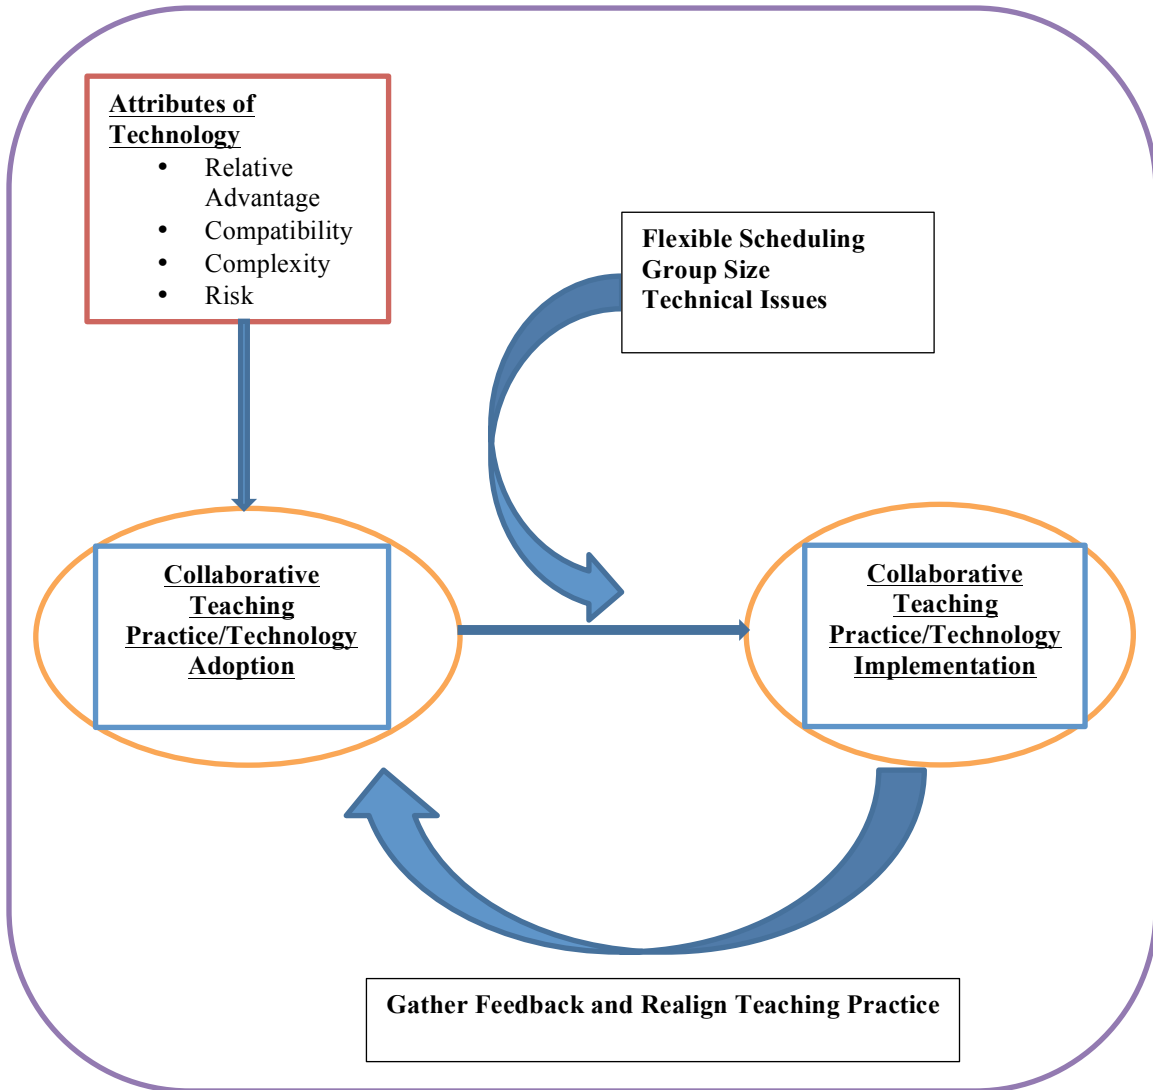 Attributes of
Technology
• Relative
Advantage
• Compatibility
• Complexity
• Risk
Flexible Scheduling
Group Size
Technical Issues
Collaborative
Teaching
Practice/Technology
Adoption
Collaborative
Teaching
Practice/Technology
Implementation
Gather Feedback and Realign Teaching Practice